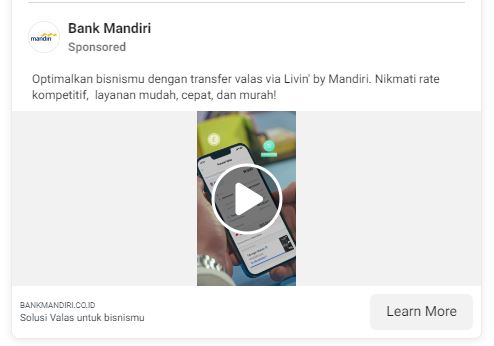 mandiri
Bank Mandiri
Sponsored
Optimalkan bisnismu dengan transfer valas via Livin' by Mandiri. Nikmati rate
kompetitif, layanan mudah, cepat, dan murah!
BANKMANDIRI.CO.ID
Solusi Valas untuk bisnismu
Learn More